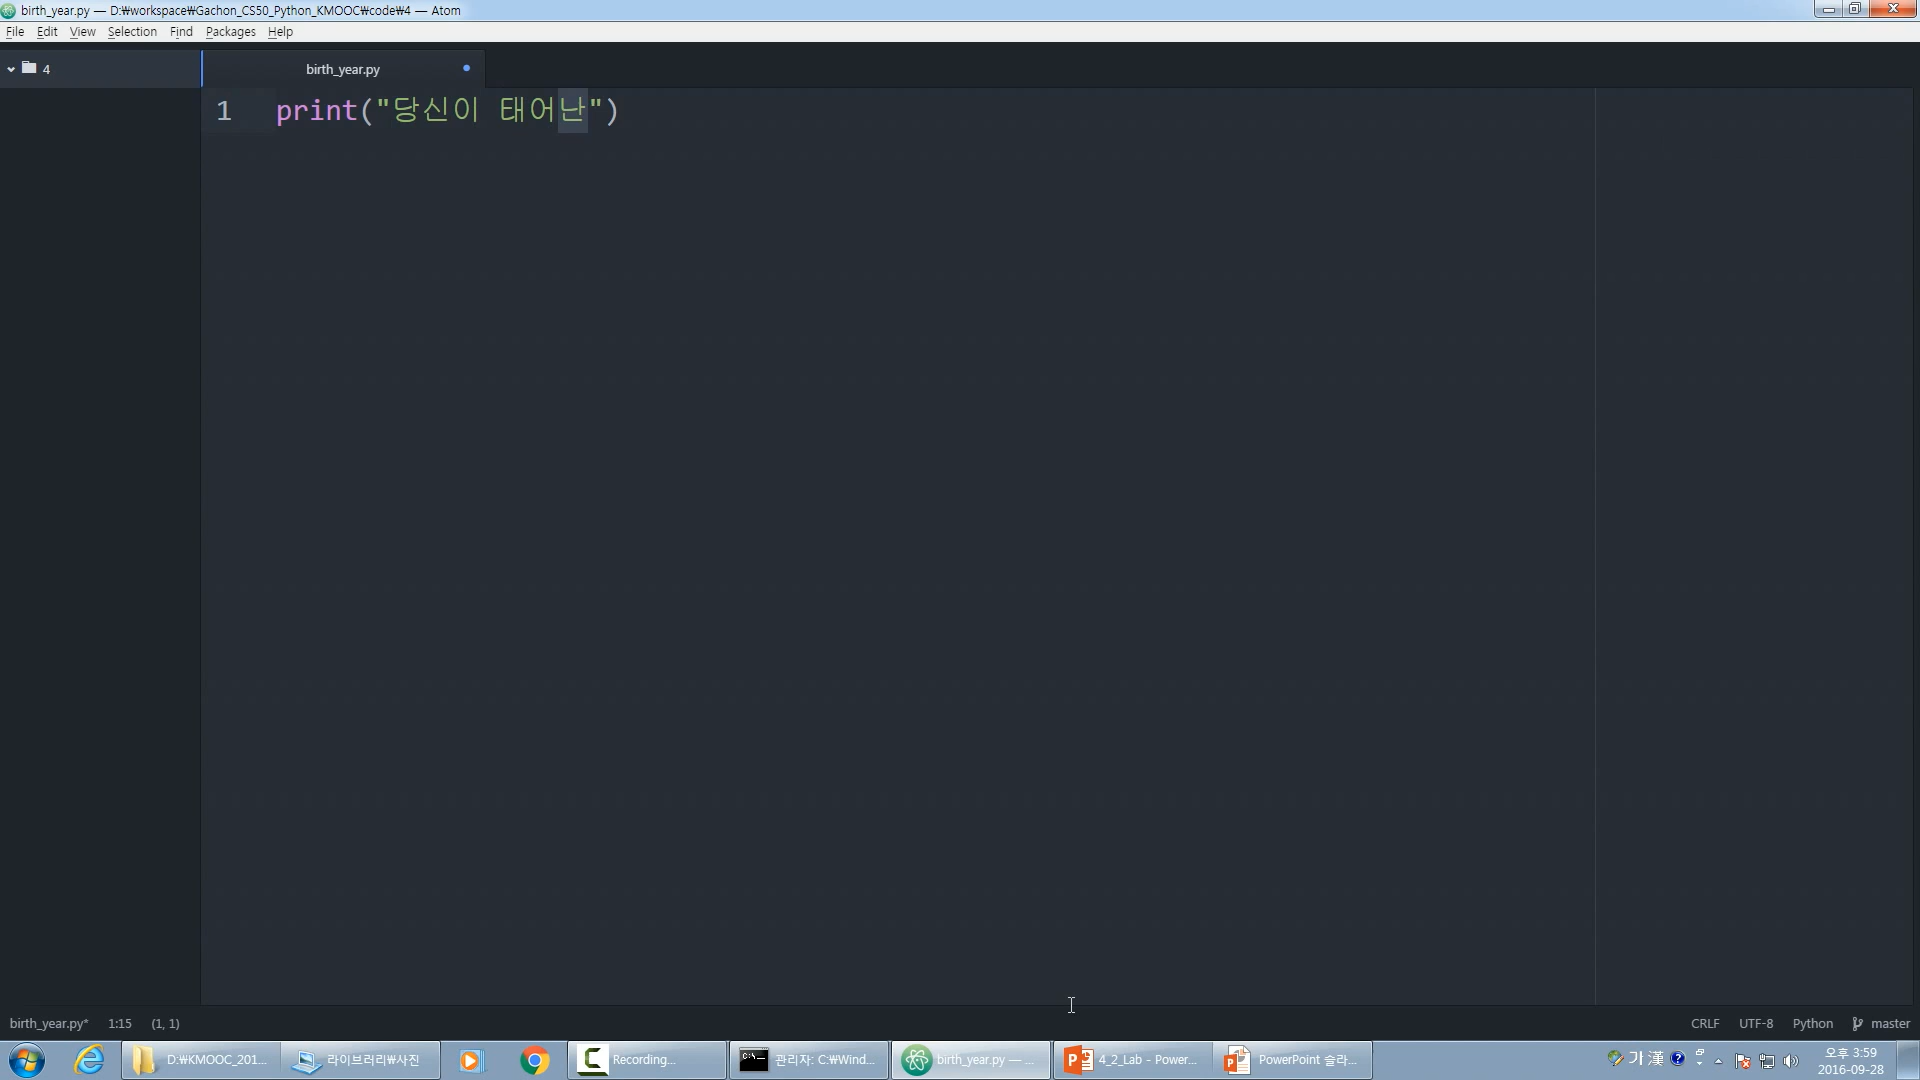 birth_year.py — D:₩workspace₩Gachon_CS50_Python_KMOOC₩code₩4 — Atom
File Edit View Selection Find Packages Help
4
birth_year.py
1 print("당신이 태어난")
birth_year.py* 1:15 (1, 1)
CRLF UTF-8 Python master
D:₩KMOOC_201...
라이브러리₩사진
Recording...
관리자: C:₩Wind...
birth_year.py — ...
4_2_Lab - Power...
PowerPoint 슬라...
가 漢
오후 3:59
2016-09-28